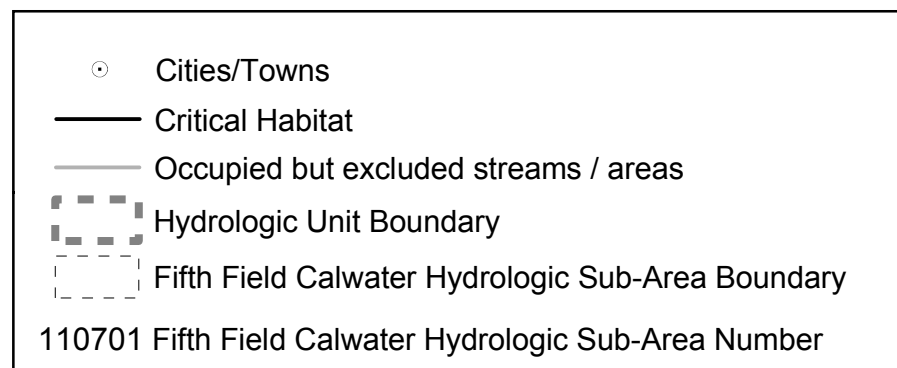 Cities/Towns
Critical Habitat
Occupied but excluded streams / areas
Hydrologic Unit Boundary
Fifth Field Calwater Hydrologic Sub-Area Boundary
110701 Fifth Field Calwater Hydrologic Sub-Area Number